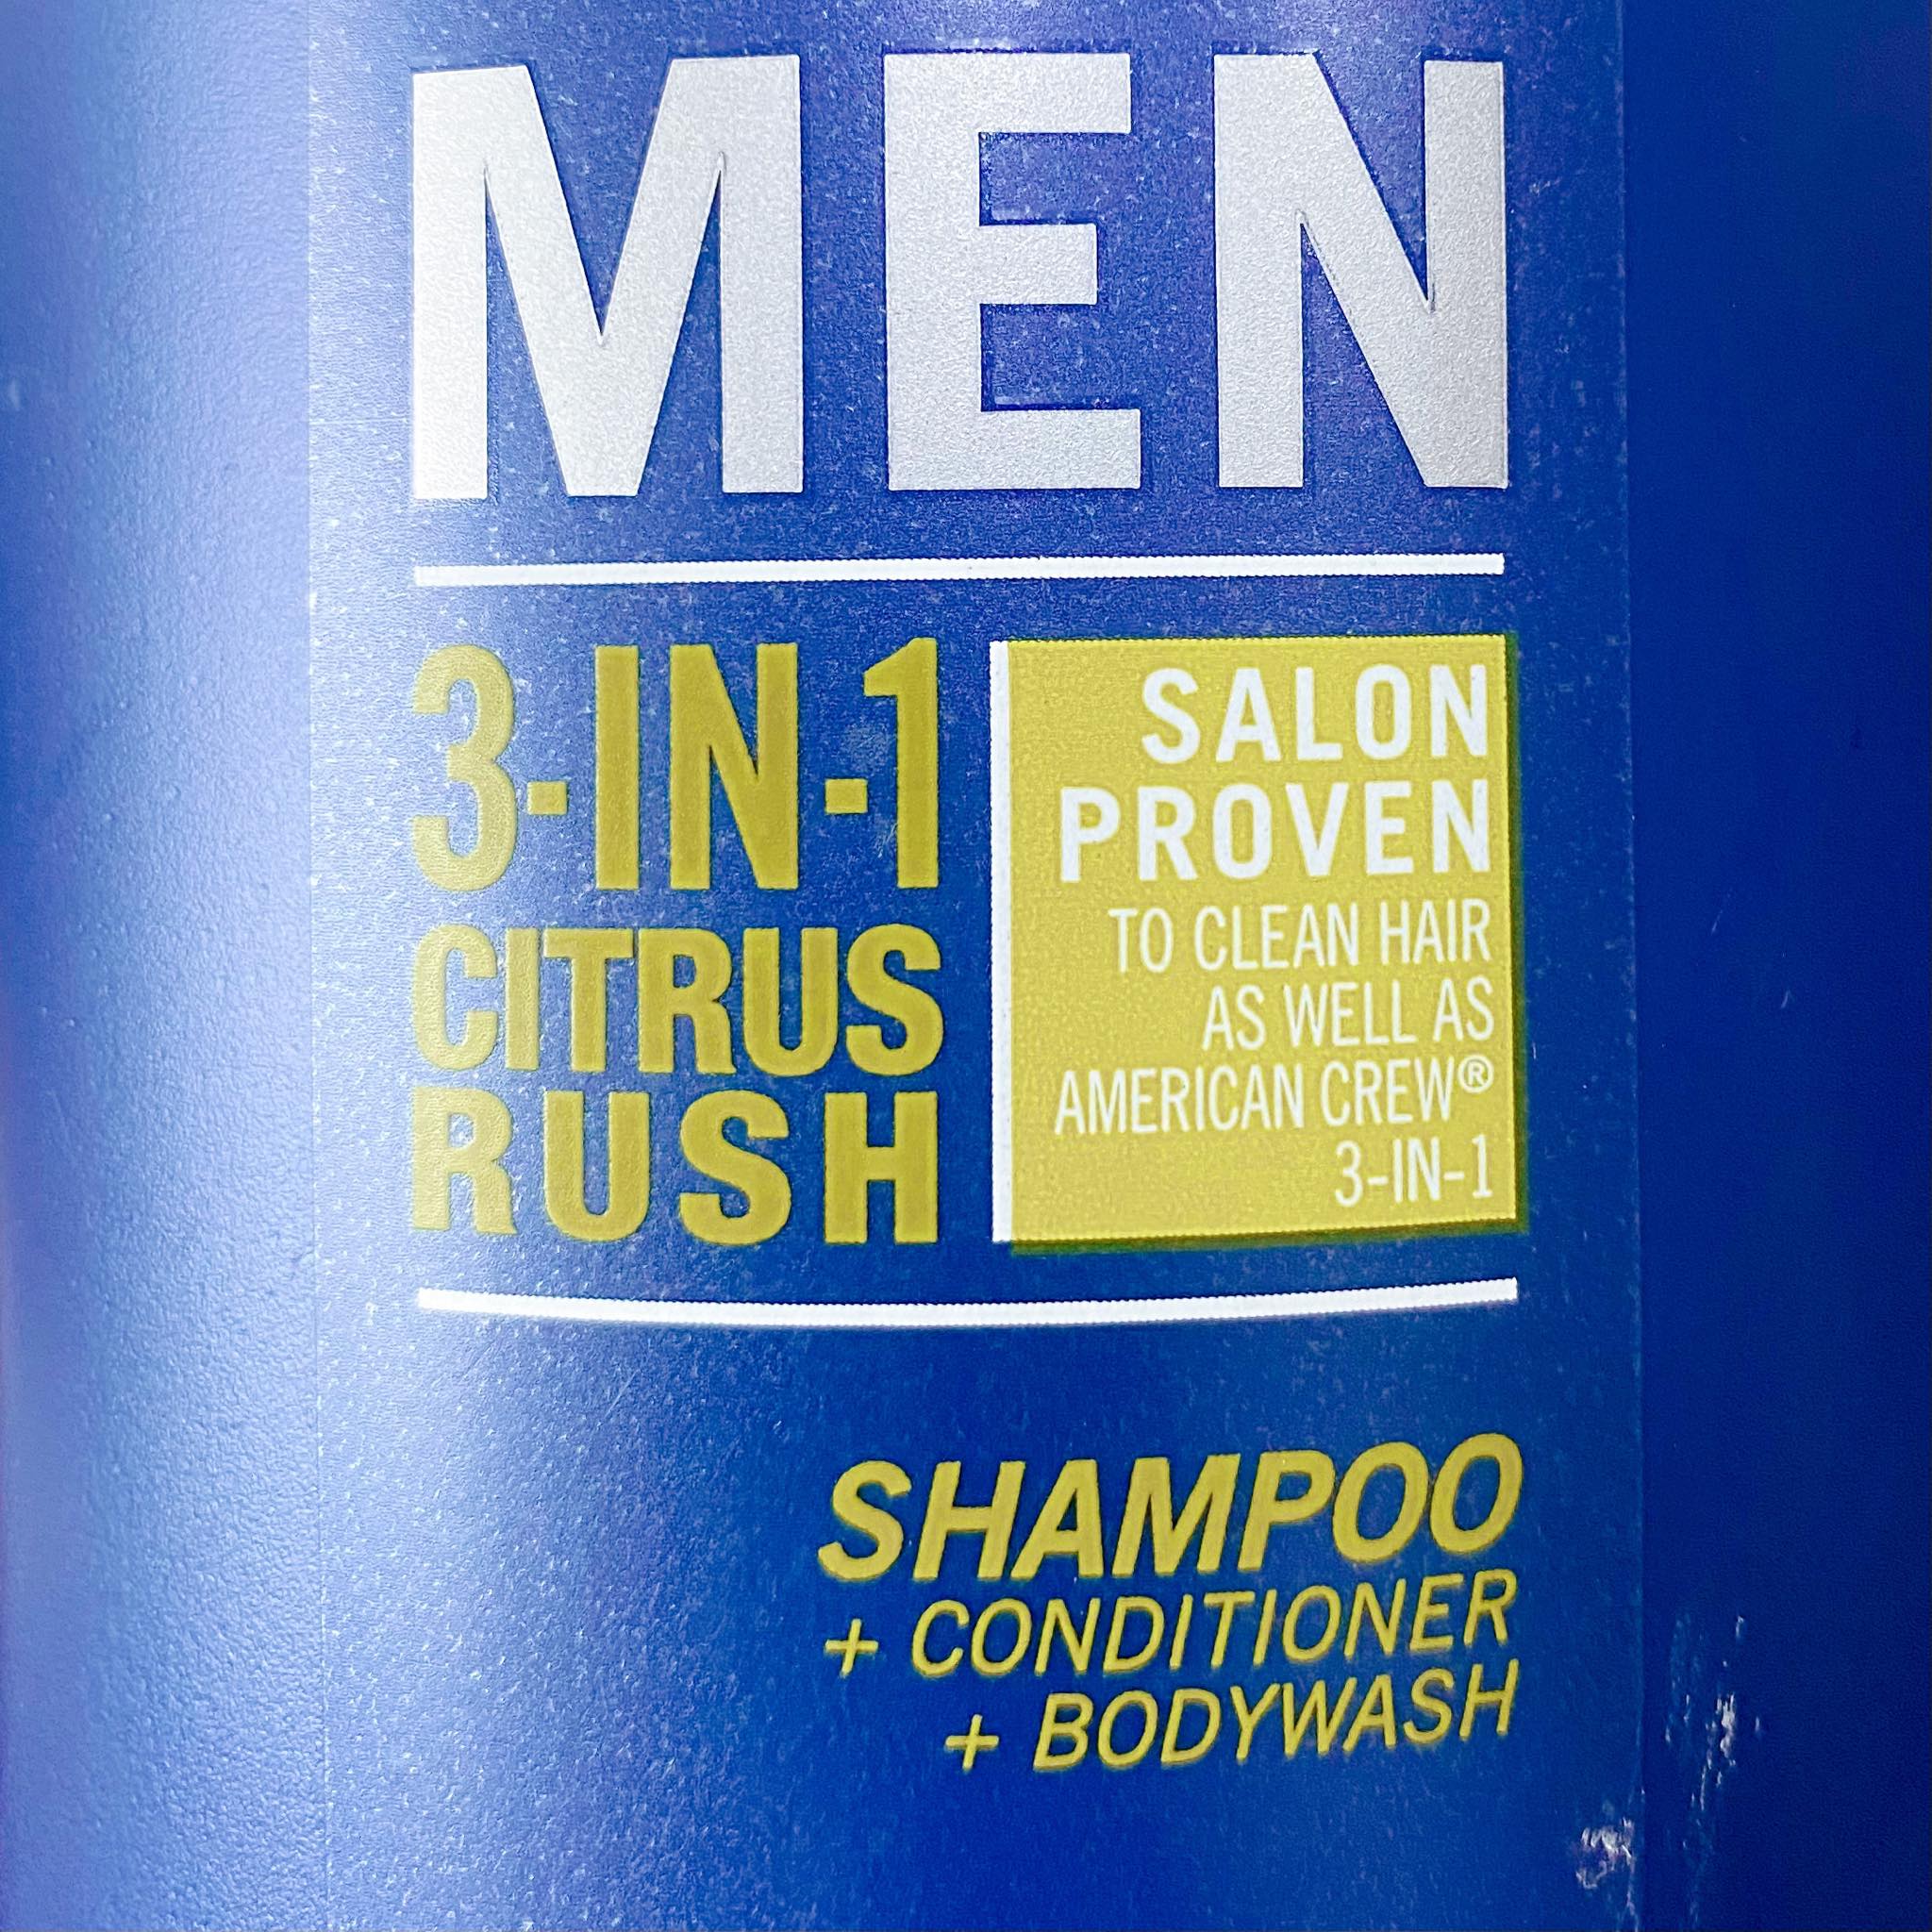 MEN
3-IN-1
CITRUS
RUSH
SALON
PROVEN
TO CLEAN HAIR
AS WELL AS
AMERICAN CREW®
3-IN-1
SHAMPOO
+ CONDITIONER
+ BODYWASH